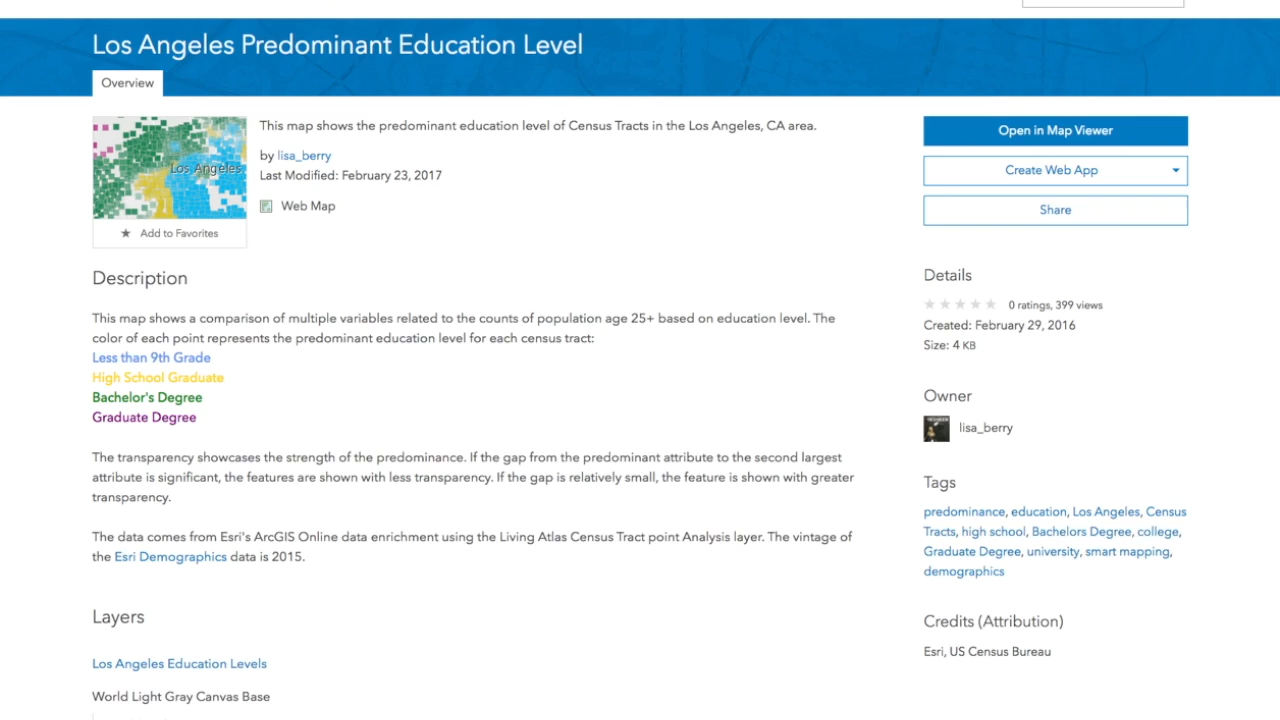 Los Angeles Predominant Education Level
Overview
Los Angeles
Add to Favorites
This map shows the predominant education level of Census Tracts in the Los Angeles, CA area.
by lisa_berry
Last Modified: February 23, 2017
Web Map
Description
This map shows a comparison of multiple variables related to the counts of population age 25+ based on education level. The
color of each point represents the predominant education level for each census tract:
Less than 9th Grade
High School Graduate
Bachelor's Degree
Graduate Degree
The transparency showcases the strength of the predominance. If the gap from the predominant attribute to the second largest
attribute is significant, the features are shown with less transparency. If the gap is relatively small, the feature is shown with greater
transparency.
The data comes from Esri's ArcGIS Online data enrichment using the Living Atlas Census Tract point Analysis layer. The vintage of
the Esri Demographics data is 2015.
Layers
Los Angeles Education Levels
World Light Gray Canvas Base
Open in Map Viewer
Create Web App
Share
Details
0 ratings, 399 views
Created: February 29, 2016
Size: 4 KB
Owner
lisa_berry
Tags
predominance, education, Los Angeles, Census
Tracts, high school, Bachelors Degree, college,
Graduate Degree, university, smart mapping,
demographics
Credits (Attribution)
Esri, US Census Bureau